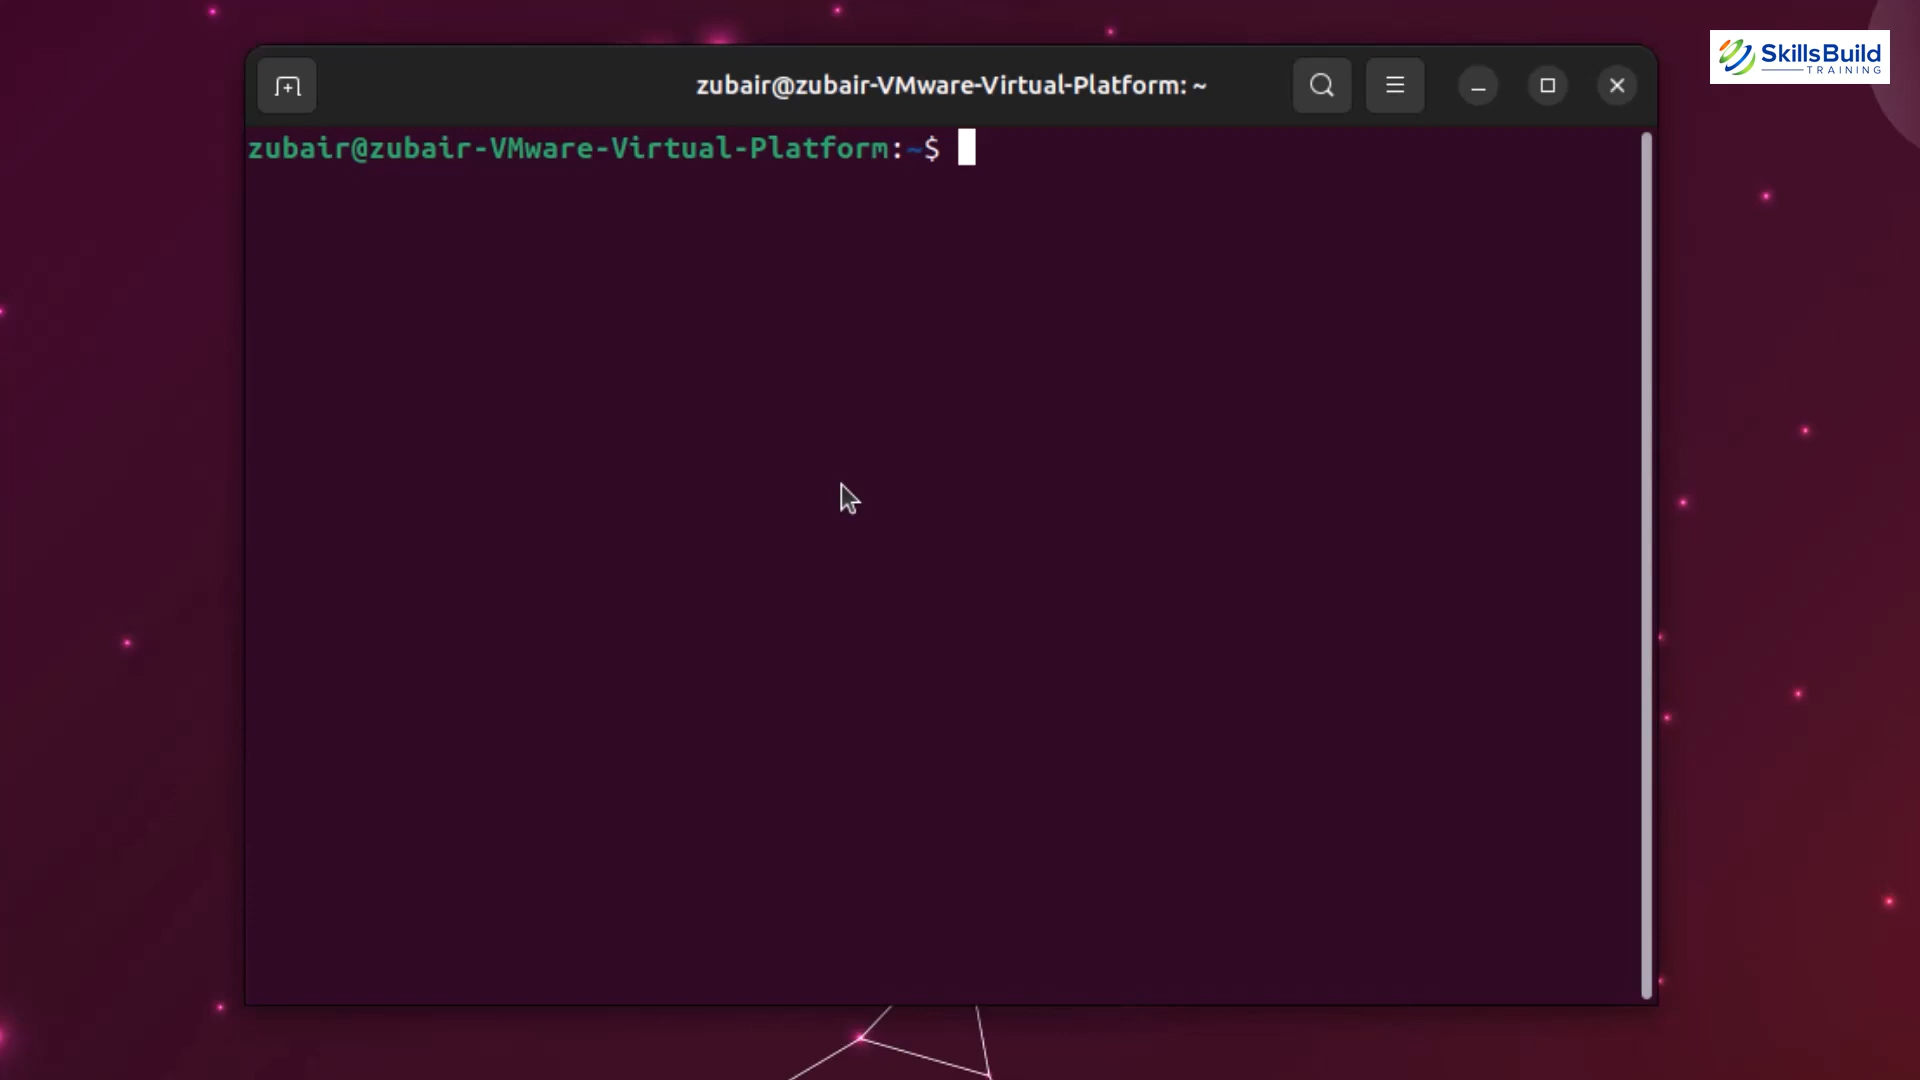 zubair@zubair-VMware-Virtual-Platform: ~
SkillsBuild
TRAINING
zubair@zubair-VMware-Virtual-Platform:~$